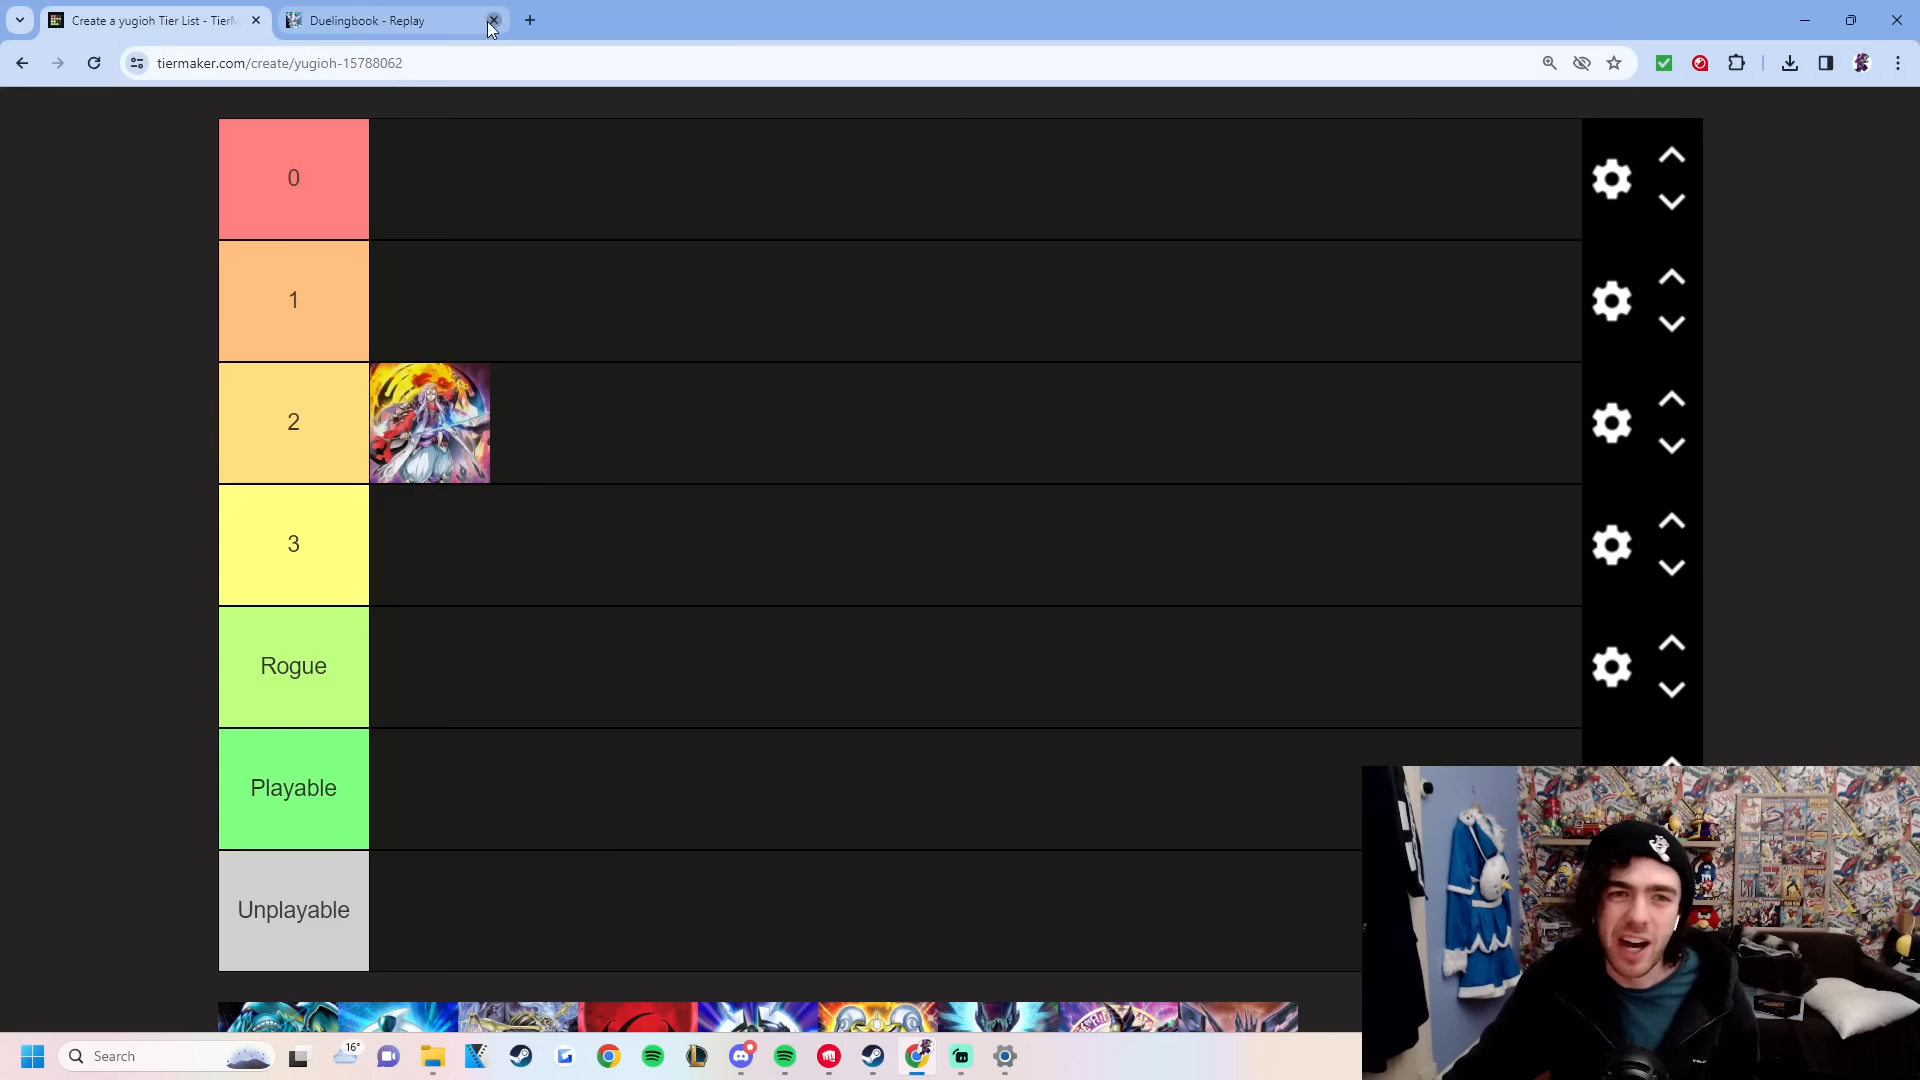 Create a yugioh Tier List - TierM
Duelingbook - Replay
tiermaker.com/create/yugioh-15788062
0
1
2
3
Rogue
Playable
Unplayable
Search
16°